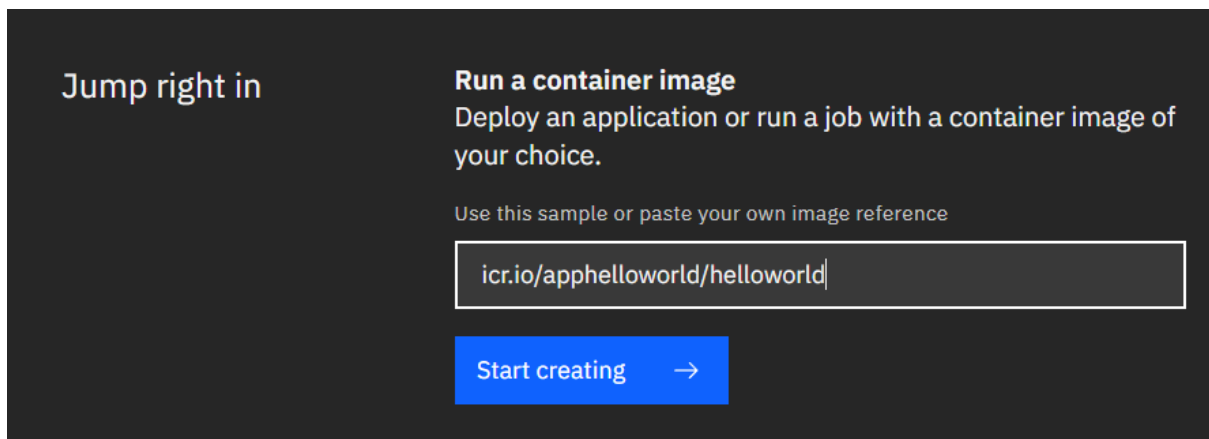 Jump right in
Run a container image
Deploy an application or run a job with a container image of
your choice.
Use this sample or paste your own image reference
icr.io/apphelloworld/helloworld
Start creating →